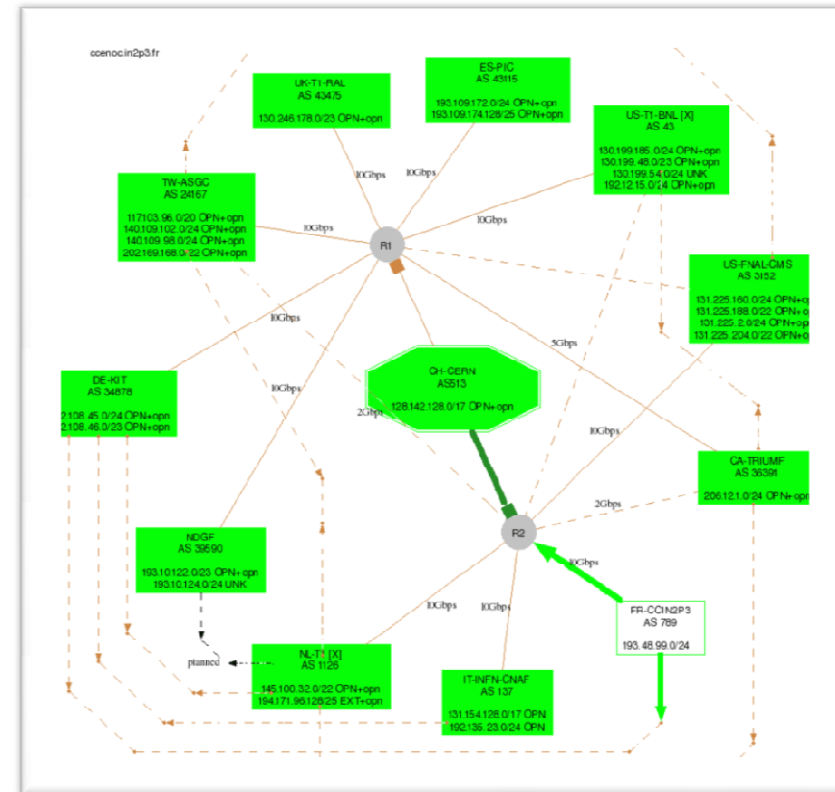 ccenoc.in2p3.fr
UK-T1-RAL
AS 43475
130.246.178.0/23 OPN+opn
ES-PIC
AS 43115
193.109.172.0/24 OPN+opn
193.109.174.128/25 OPN+opn
US-T1-BNL [X]
AS 43
130.199.185.0/24 OPN+opn
130.199.48.0/23 OPN+opn
130.199.54.0/24 UNK
192.12.15.0/24 OPN+opn
TW-ASGC
AS 24167
117.103.96.0/20 OPN+opn
140.109.102.0/24 OPN+opn
140.109.98.0/24 OPN+opn
202.169.168.0/22 OPN+opn
10Gbps
10Gbps
10Gbps
10Gbps
R1
US-FNAL-CMS
AS 3152
131.225.160.0/24 OPN+o
131.225.188.0/22 OPN+o
131.225.2.0/24 OPN+o
131.225.204.0/22 OPN+o
10Gbps
5Gbps
CH-CERN
AS513
128.142.128.0/17 OPN+opn
DE-KIT
AS 34878
2.108.45.0/24 OPN+opn
2.108.46.0/23 OPN+opn
10Gbps
2Gbps
10Gbps
CA-TRIUMF
AS 36391
206.12.1.0/24 OPN+opn
2Gbps
NDGF
AS 39590
193.10.122.0/23 OPN+opn
193.10.124.0/24 UNK
R2
10Gbps
10Gbps
10Gbps
FR-CCIN2P3
AS 789
193.48.99.0/24
planned
NL-T1 [X]
AS 1126
145.100.32.0/22 OPN+opn
194.171.96.128/25 EXT+opn
IT-INFN-CNAF
AS 137
131.154.128.0/17 OPN
192.135.23.0/24 OPN